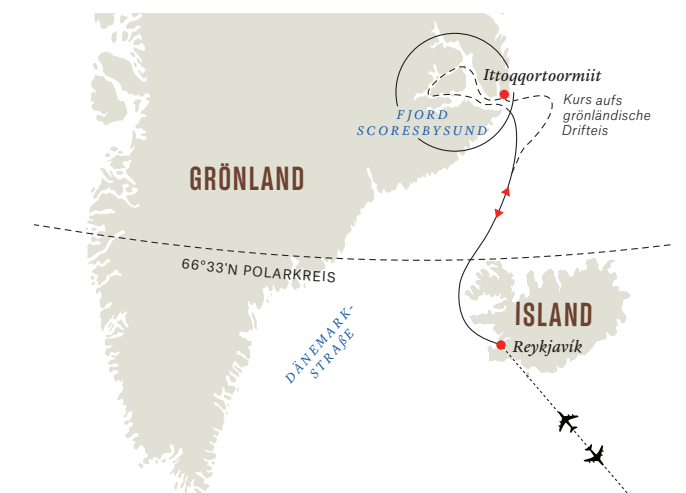 Ittoqqortoormiit
Kurs aufs
grönländische
Drifteis
FJORD
SCORESBYSUND
GRÖNLAND
66°33'N POLARKREIS
ISLAND
DÄNEMARK-
STRAßE
Reykjavík